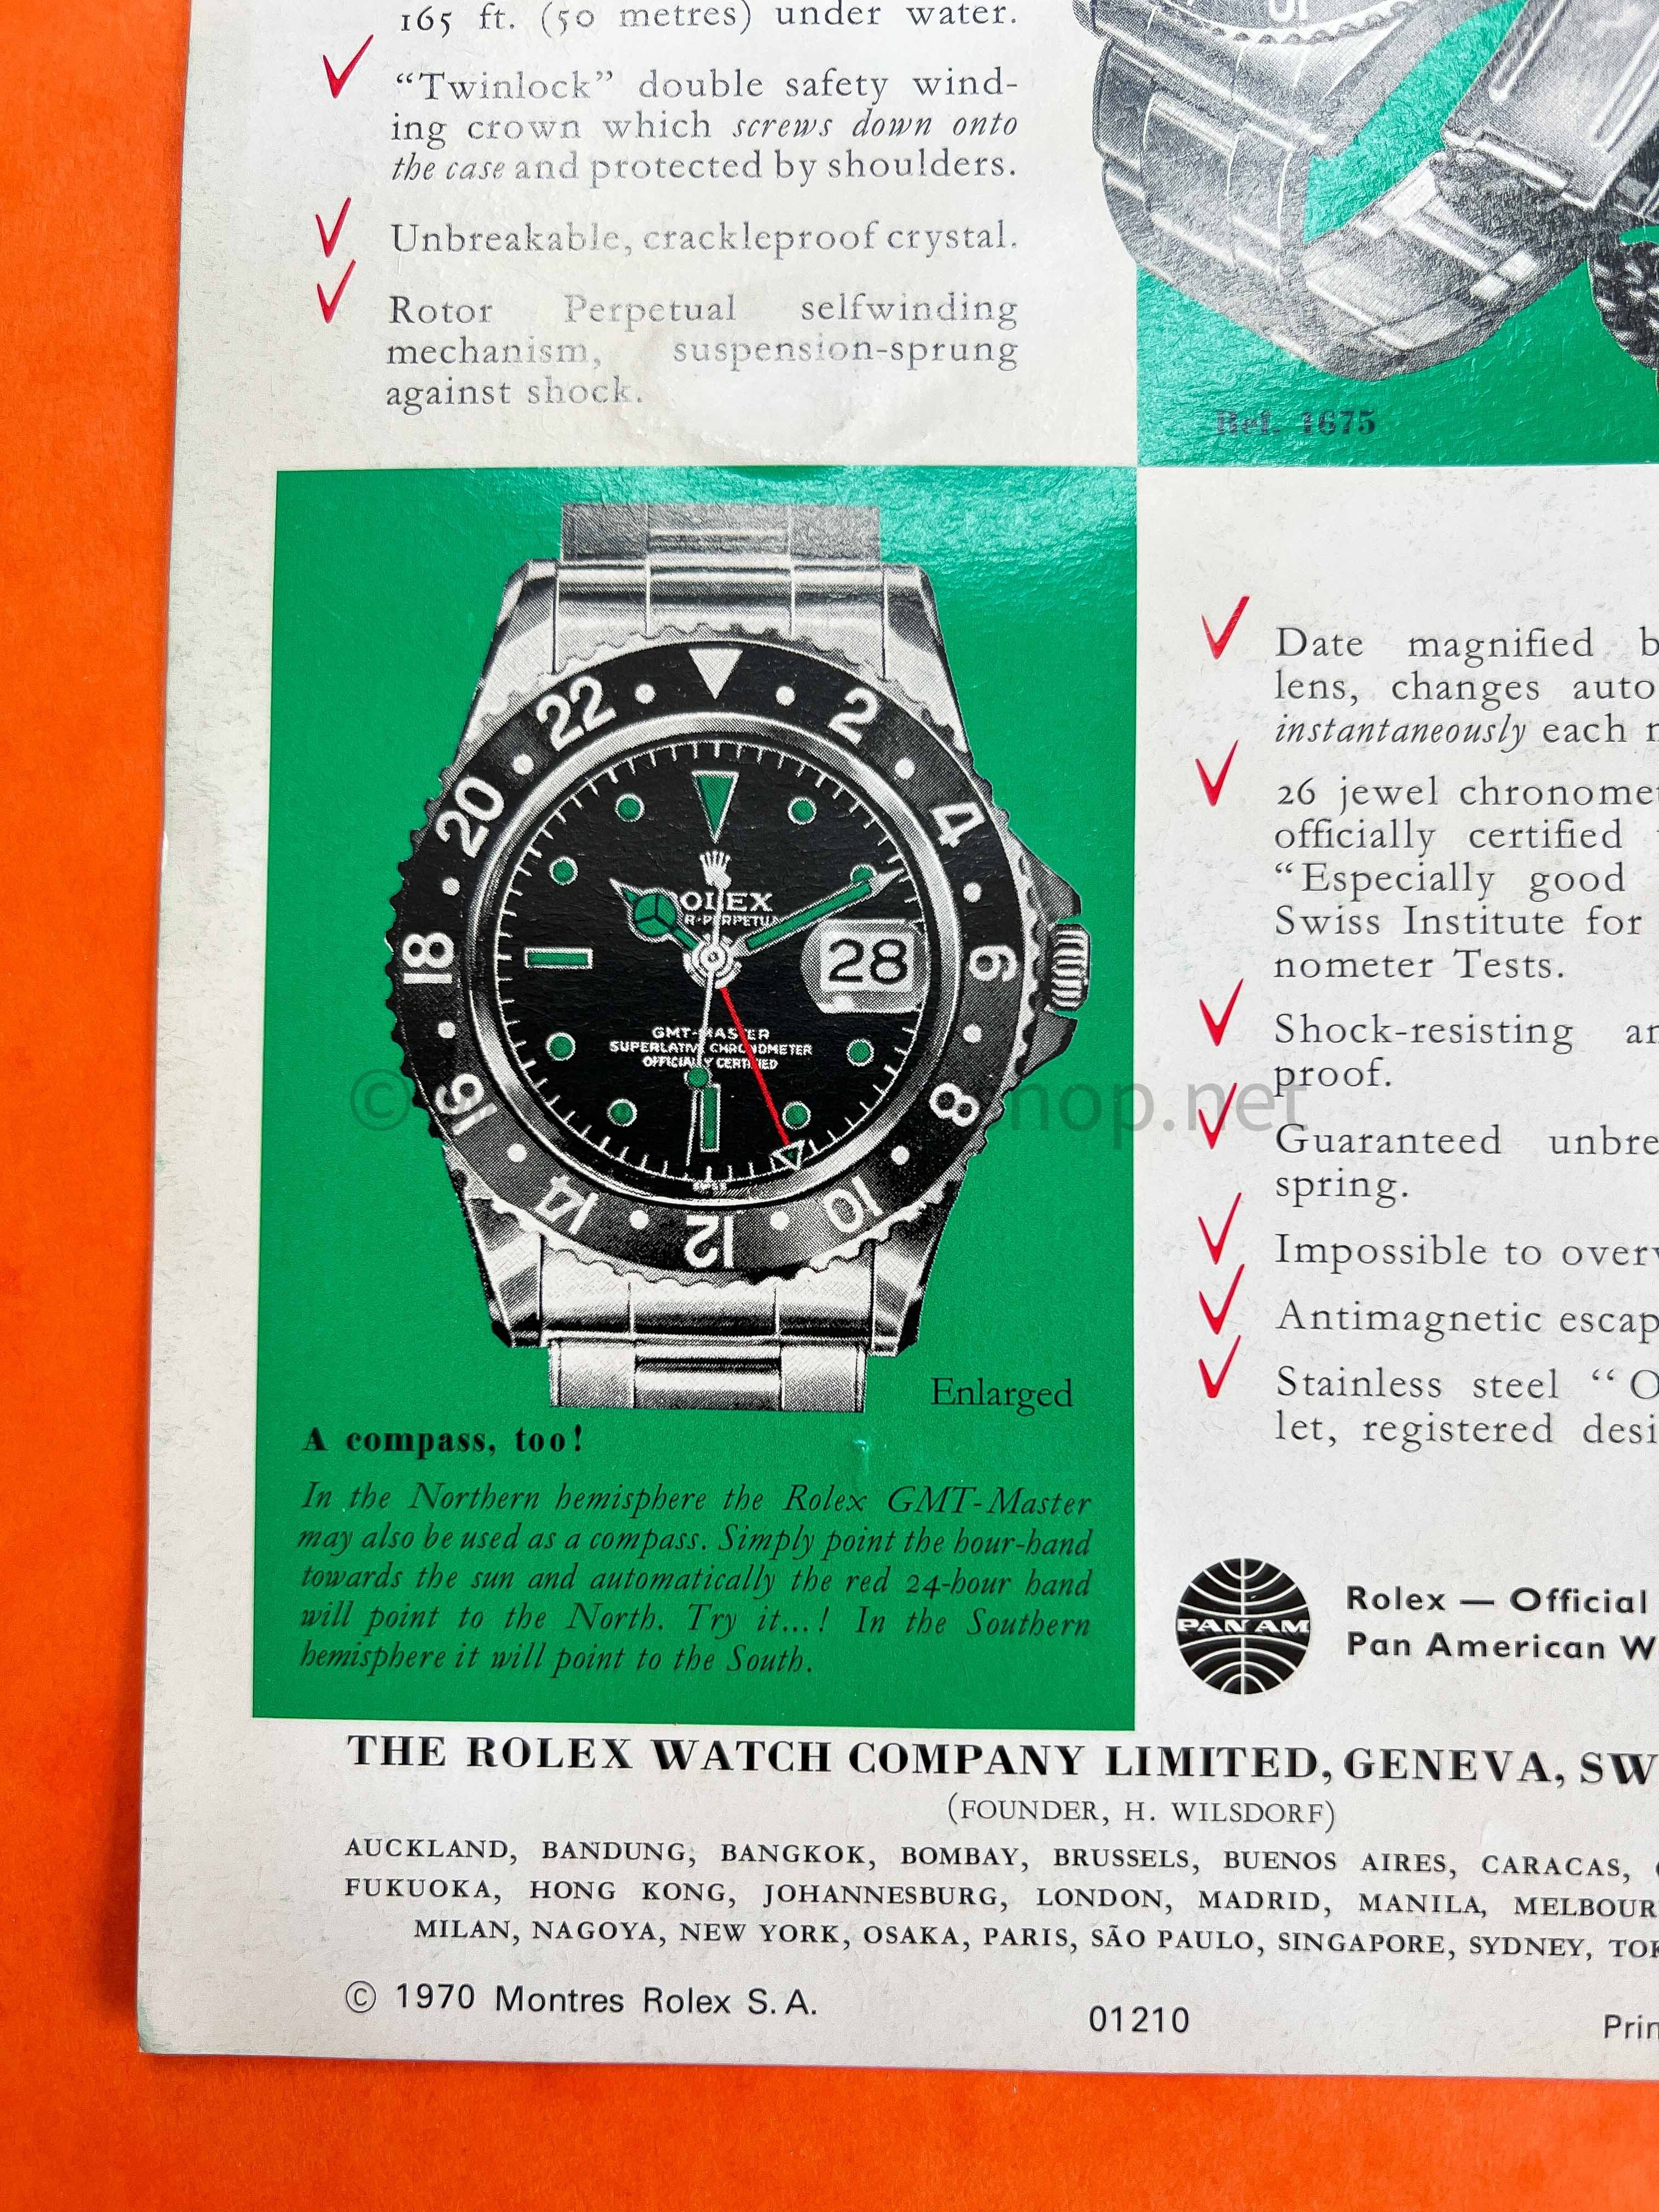 165 ft. (50 metres) under water.
“Twinlock” double safety wind-
ing crown which screws down onto
the case and protected by shoulders.
Unbreakable, crackleproof crystal.
Rotor Perpetual selfwinding
mechanism, suspension-sprung
against shock.
Ref. 1675
22
2
20
4
18
6
16
8
14
12
10
ROLEX
28
GMT-MASTER
SUPERLATIVE CHRONOMETER
OFFICIALLY CERTIFIED
Enlarged
A compass, too!
In the Northern hemisphere the Rolex GMT-Master
may also be used as a compass. Simply point the hour-hand
towards the sun and automatically the red 24-hour hand
will point to the North. Try it...! In the Southern
hemisphere it will point to the South.
Date magnified b
lens, changes auto
instantaneously each
26 jewel chronome
officially certified
“Especially good
Swiss Institute for
nometer Tests.
Shock-resisting an
proof.
Guaranteed unbre
spring.
Impossible to over
Antimagnetic escap
Stainless steel “O
let, registered desi
PAN AM
Rolex — Official
Pan American W
THE ROLEX WATCH COMPANY LIMITED, GENEVA, SW
(FOUNDER, H. WILSDORF)
AUCKLAND, BANDUNG, BANGKOK, BOMBAY, BRUSSELS, BUENOS AIRES, CARACAS,
FUKUOKA, HONG KONG, JOHANNESBURG, LONDON, MADRID, MANILA, MELBOUR
MILAN, NAGOYA, NEW YORK, OSAKA, PARIS, SÃO PAULO, SINGAPORE, SYDNEY, TOK
© 1970 Montres Rolex S.A.
01210
Prin